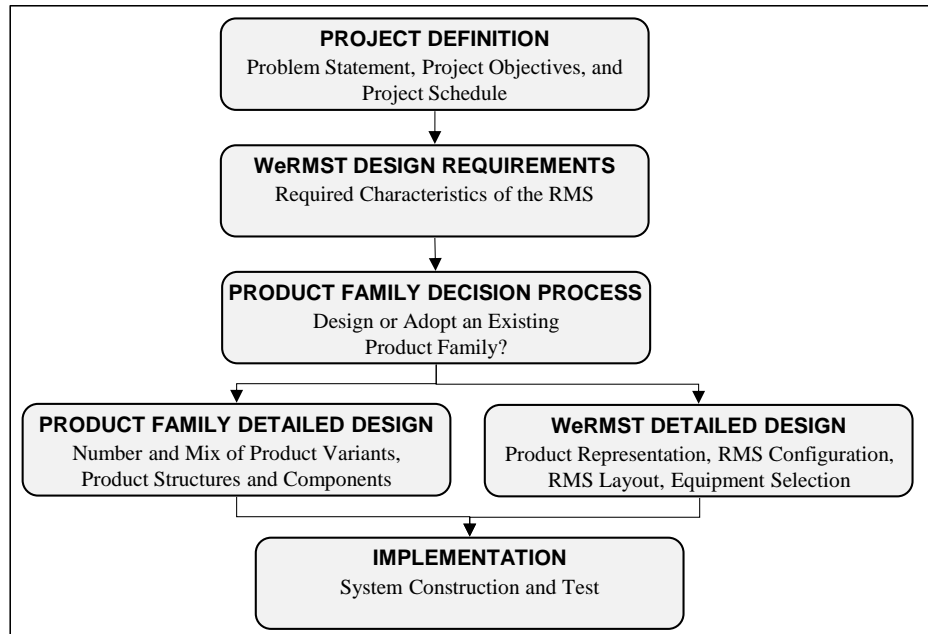 PROJECT DEFINITION
Problem Statement, Project Objectives, and
Project Schedule
WeRMST DESIGN REQUIREMENTS
Required Characteristics of the RMS
PRODUCT FAMILY DECISION PROCESS
Design or Adopt an Existing
Product Family?
PRODUCT FAMILY DETAILED DESIGN
Number and Mix of Product Variants,
Product Structures and Components
WeRMST DETAILED DESIGN
Product Representation, RMS Configuration,
RMS Layout, Equipment Selection
IMPLEMENTATION
System Construction and Test